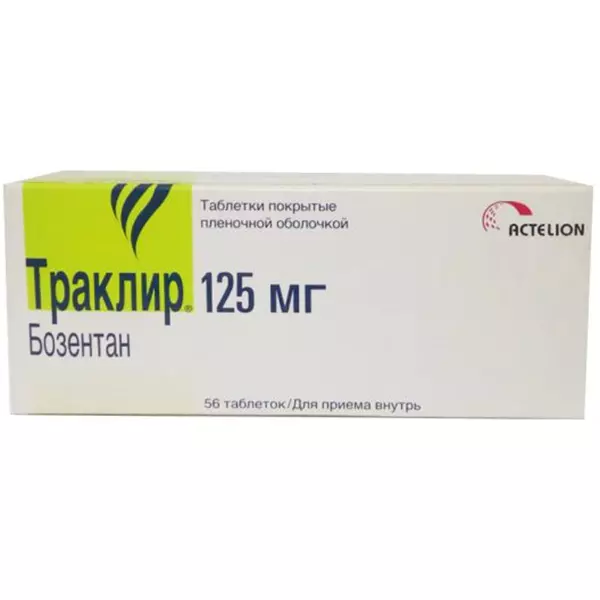 Таблетки покрытые
пленочной оболочкой
ACTELION
Траклир® 125 мг
Бозентан
56 таблеток/Для приема внутрь